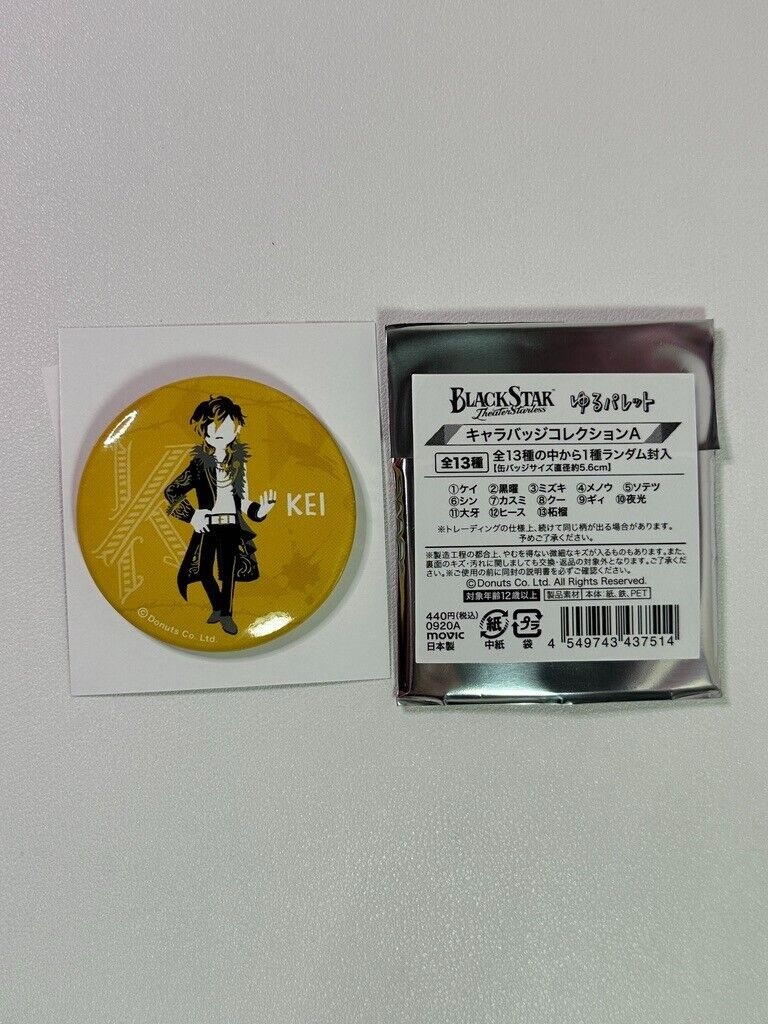 K
KEI
©Donuts Co. Ltd.
BLACKSTAR
TheaterStarless
ゆるパレット
キャラバッジコレクションA
全13種
全13種の中から1種ランダム封入
【缶バッジサイズ直径約5.6cm】
①ケイ ②黒曜 ③ミズキ ④メノウ ⑤ソテツ
⑥シン ⑦カスミ ⑧クー ⑨ギィ ⑩夜光
⑪大牙 ⑫ヒース ⑬柘榴
※トレーディングの仕様上、続けて同じ柄が出る場合があります。
予めご了承ください。
※製造工程の都合上、やむを得ない微細なキズが入るものもあります。また、
裏面のキズ・汚れに関しましても交換・返品の対象外となります。ご了承くだ
さい。※ご使用の前に同封の説明書を必ずご確認ください。
©Donuts Co. Ltd. All Rights Reserved.
対象年齢12歳以上 製品素材 本体:紙、鉄、PET
440円(税込)
0920A
movic
日本製
紙
中紙
プラ
袋
4 549743 437514